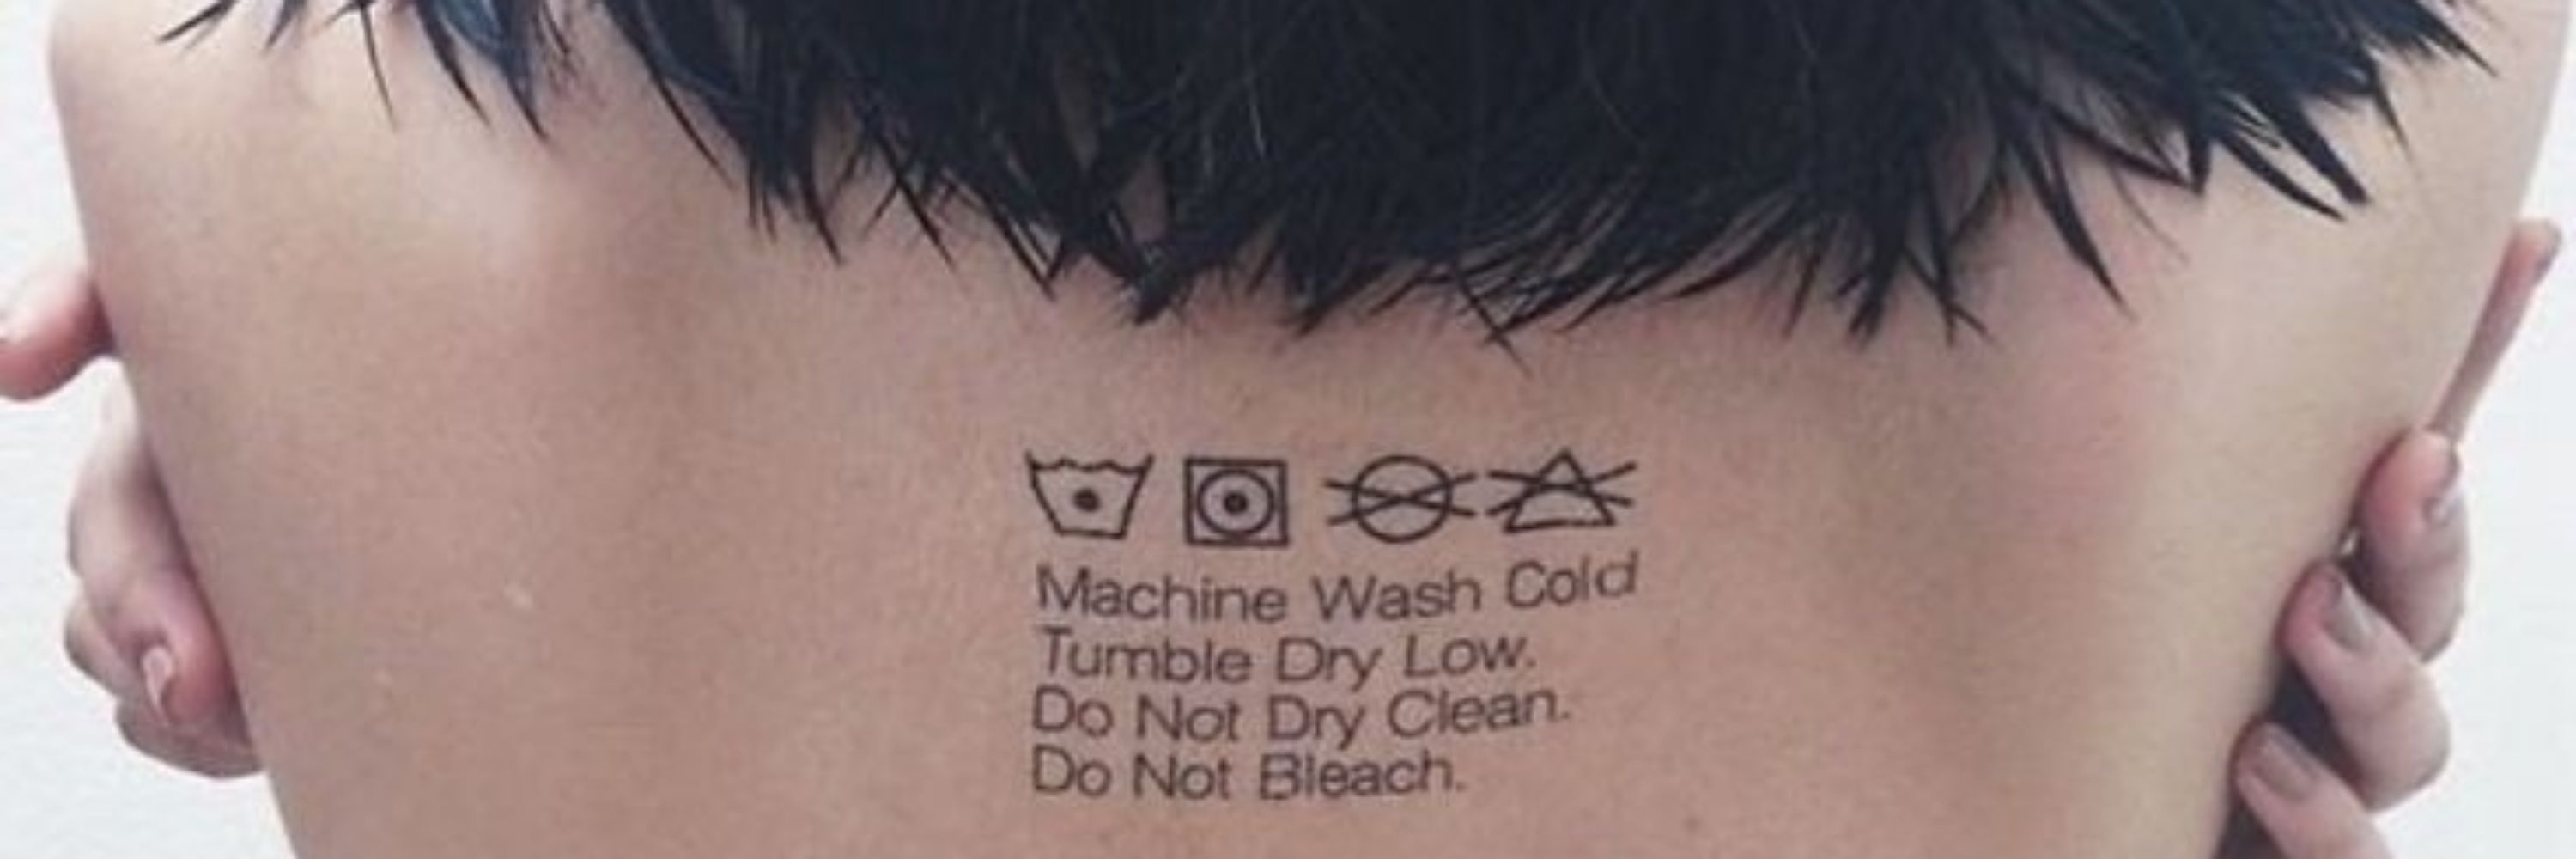 Machine Wash Cold
Tumble Dry Low.
Do Not Dry Clean.
Do Not Bleach.